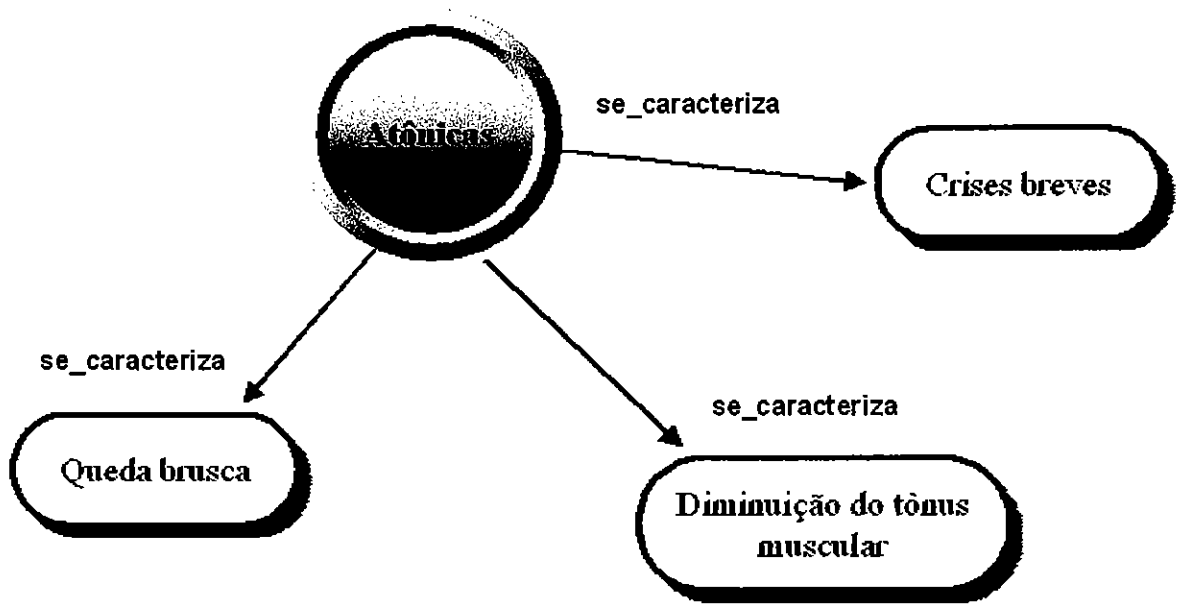 se_caracteriza
Atônicas
Crises breves
se_caracteriza
se_caracteriza
Queda brusca
Diminuição do tônus
muscular